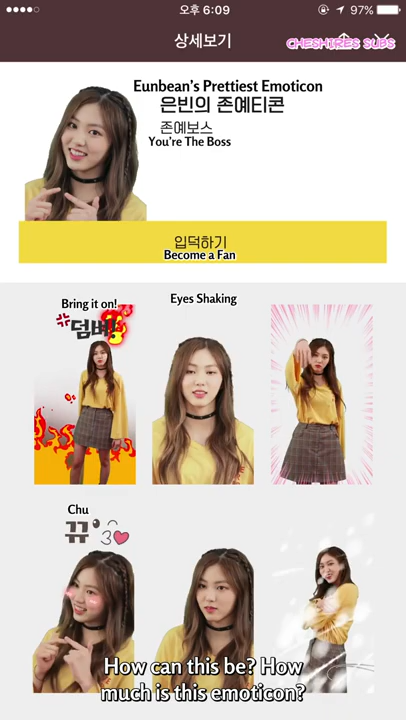 오후 6:09
97%
상세보기
CHESHIRES SUBS
Eunbean's Prettiest Emoticon
은빈의 존예티콘
존예보스
You're The Boss
입덕하기
Become a Fan
Bring it on!
덤벼!
Eyes Shaking
Chu
뀨
How can this be? How
much is this emoticon?